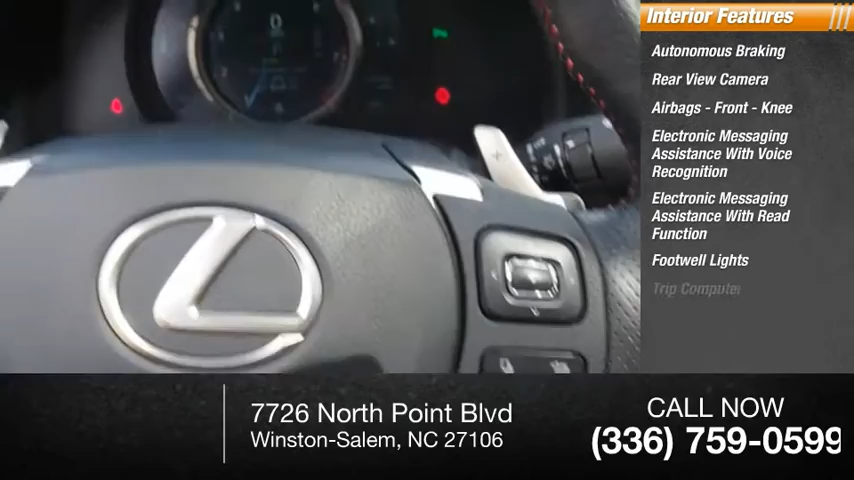 0
Interior Features
Autonomous Braking
Rear View Camera
Airbags - Front - Knee
Electronic Messaging
Assistance With Voice
Recognition
Electronic Messaging
Assistance With Read
Function
Footwell Lights
Trip Computer
7726 North Point Blvd
Winston-Salem, NC 27106
CALL NOW
(336) 759-0599